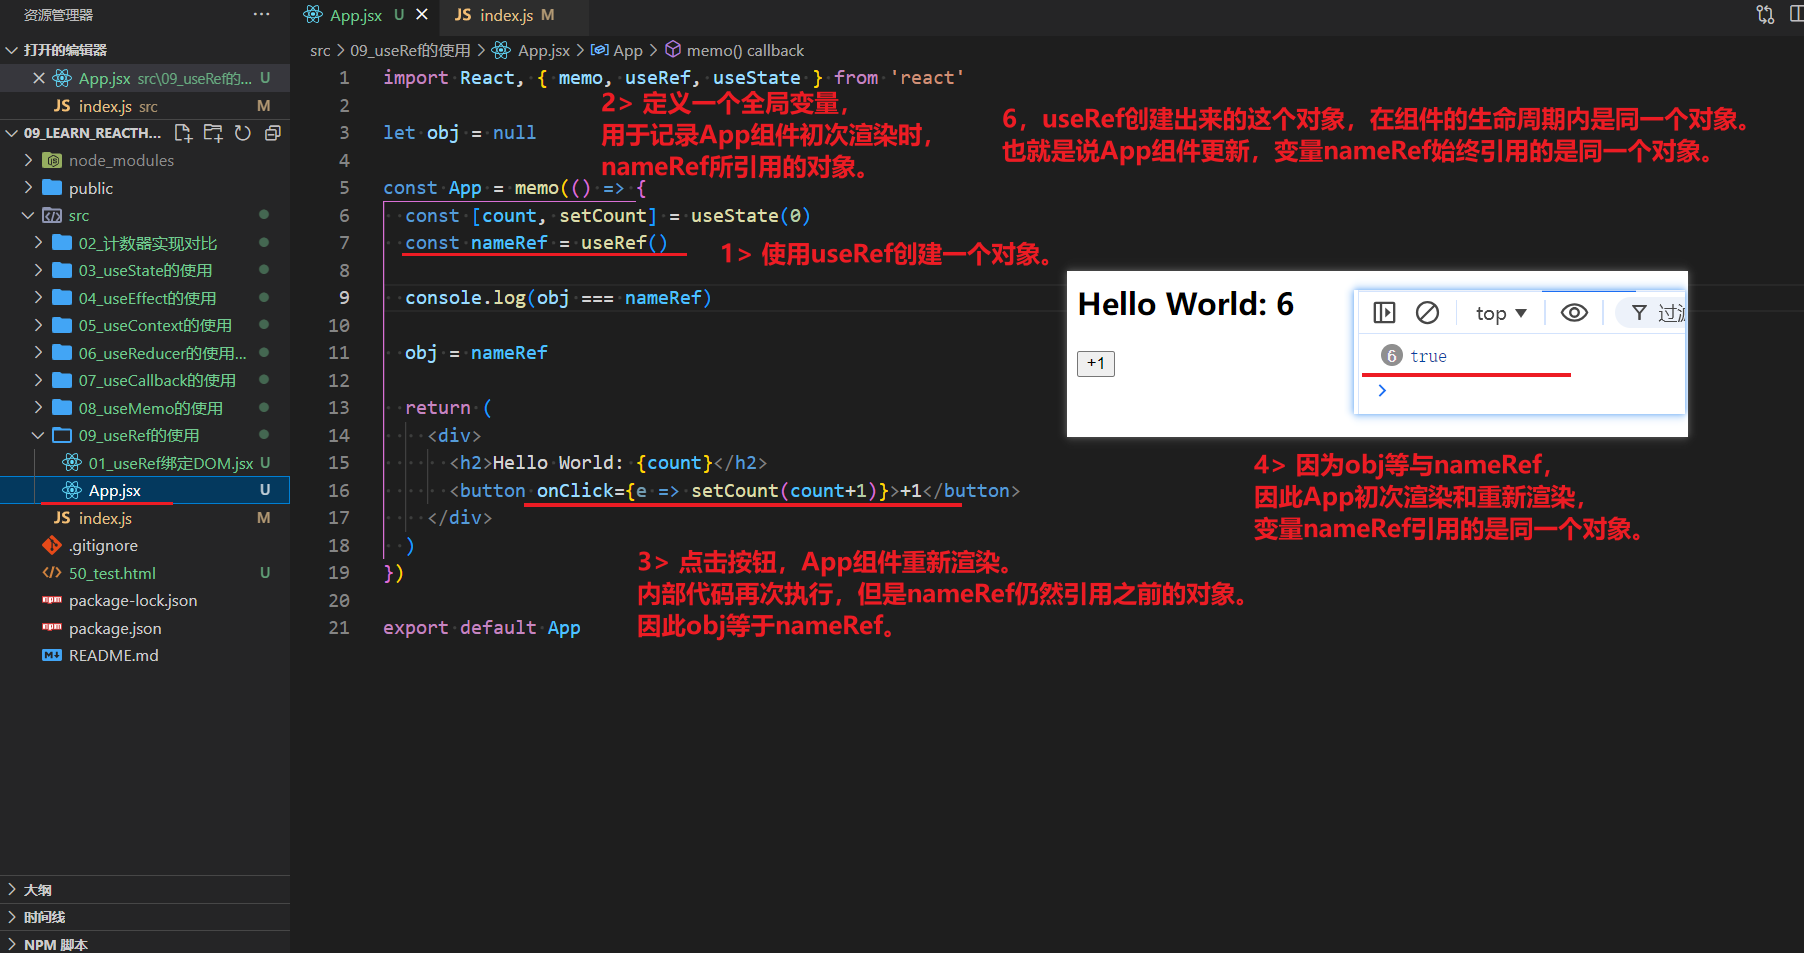 资源管理器
···
打开的编辑器
App.jsx src\09_useRef的... U
JS index.js src M
09_LEARN_REACTH...
node_modules
public
src
02_计数器实现对比
03_useState的使用
04_useEffect的使用
05_useContext的使用
06_useReducer的使用...
07_useCallback的使用
08_useMemo的使用
09_useRef的使用
01_useRef绑定DOM.jsx U
App.jsx U
JS index.js M
.gitignore
50_test.html U
package-lock.json
package.json
README.md
大纲
时间线
NPM 脚本
App.jsx U
JS index.js M
src > 09_useRef的使用 > App.jsx > App > memo() callback
1 import React, { memo, useRef, useState } from 'react'
2
3 let obj = null
4
5 const App = memo(() => {
6 const [count, setCount] = useState(0)
7 const nameRef = useRef()
8
9 console.log(obj === nameRef)
10
11 obj = nameRef
12
13 return (
14 <div>
15 <h2>Hello World: {count}</h2>
16 <button onClick={e => setCount(count+1)}>+1</button>
17 </div>
18 )
19 })
20
21 export default App
2> 定义一个全局变量，
用于记录App组件初次渲染时，
nameRef所引用的对象。
6，useRef创建出来的这个对象，在组件的生命周期内是同一个对象。
也就是说App组件更新，变量nameRef始终引用的是同一个对象。
1> 使用useRef创建一个对象。
Hello World: 6
+1
top ▼
过滤
6 true
4> 因为obj等与nameRef，
因此App初次渲染和重新渲染，
变量nameRef引用的是同一个对象。
3> 点击按钮，App组件重新渲染。
内部代码再次执行，但是nameRef仍然引用之前的对象。
因此obj等于nameRef。